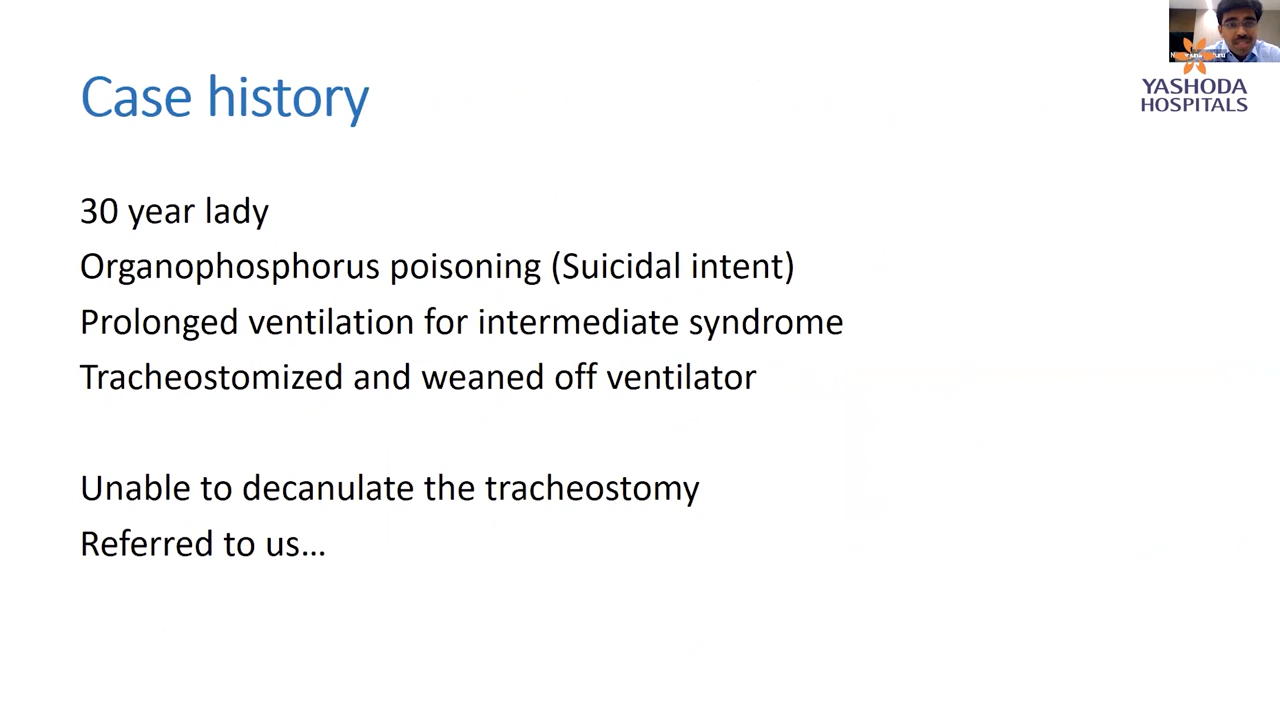 Case history
YASHODA
HOSPITALS
30 year lady
Organophosphorus poisoning (Suicidal intent)
Prolonged ventilation for intermediate syndrome
Tracheostomized and weaned off ventilator
Unable to decanulate the tracheostomy
Referred to us...